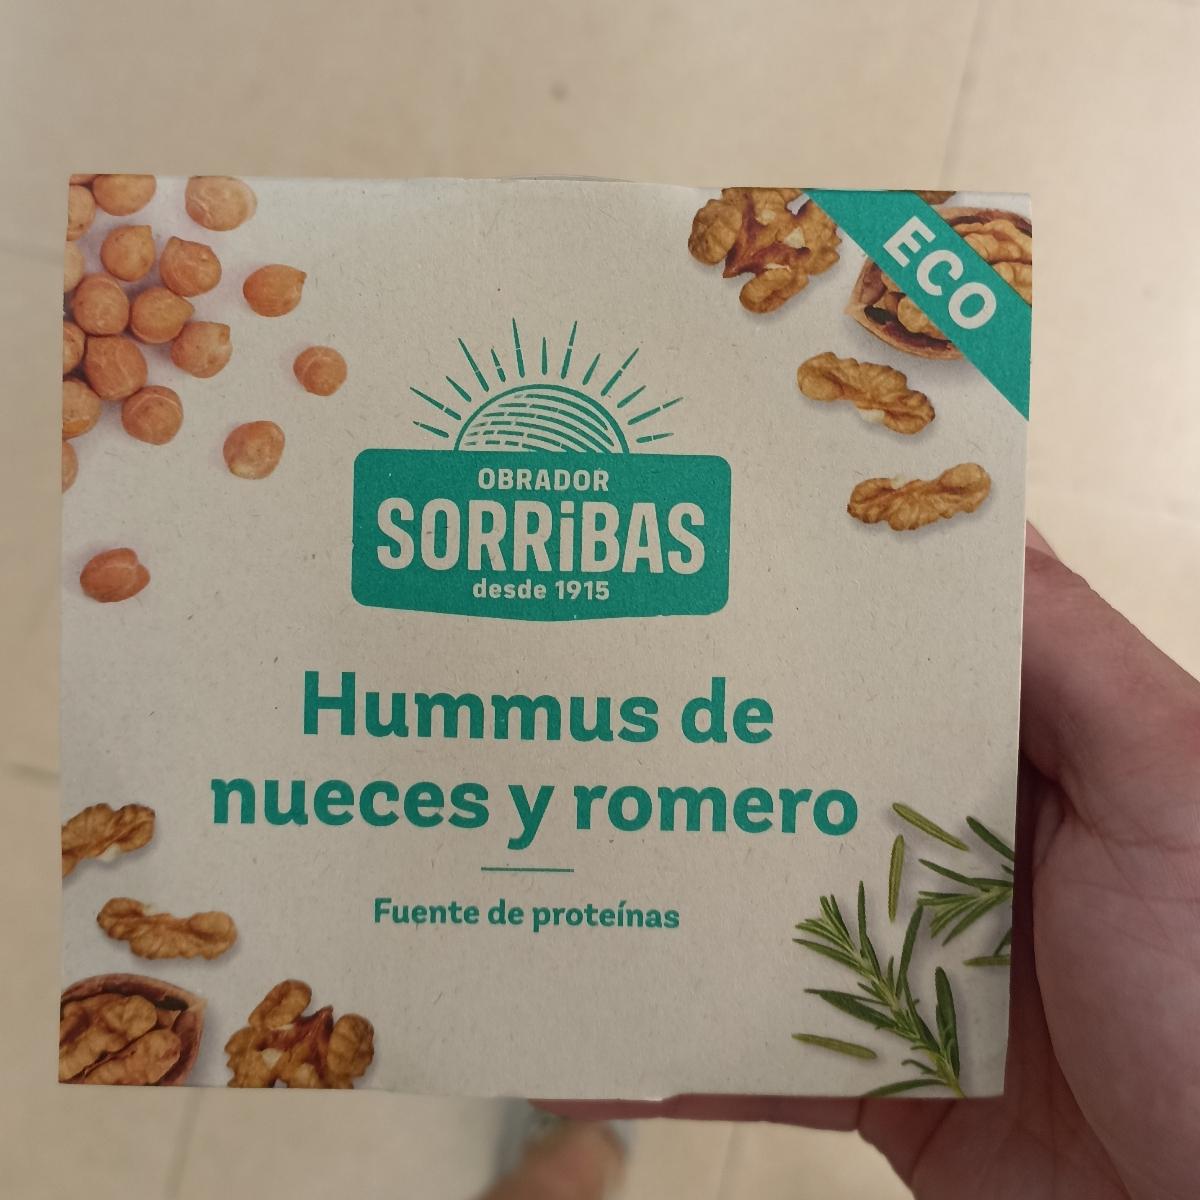 ECO
OBRADOR
SORRiBAS
desde 1915
Hummus de
nueces y romero
Fuente de proteínas